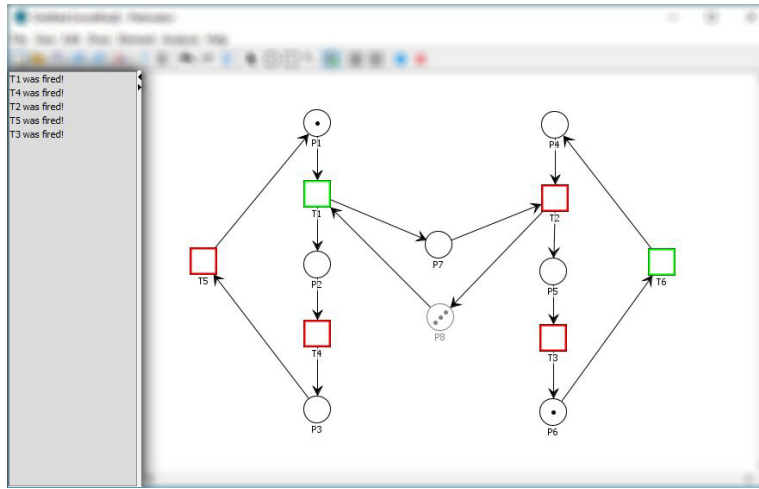 T1 was fired!
T4 was fired!
T2 was fired!
T5 was fired!
T3 was fired!
P1
P4
T1
T2
P7
T5
P2
P5
T6
P8
T4
T3
P3
P6